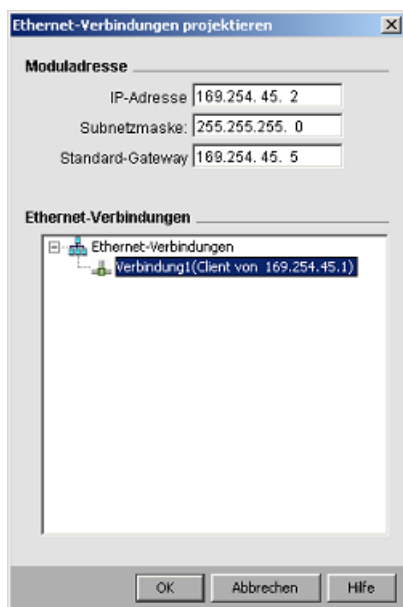 Ethernet-Verbindungen projektieren
Moduladresse
IP-Adresse 169.254. 45. 2
Subnetzmaske: 255.255.255. 0
Standard-Gateway 169.254. 45. 5
Ethernet-Verbindungen
Ethernet-Verbindungen
Verbindung1(Client von 169.254.45.1)
OK Abbrechen Hilfe